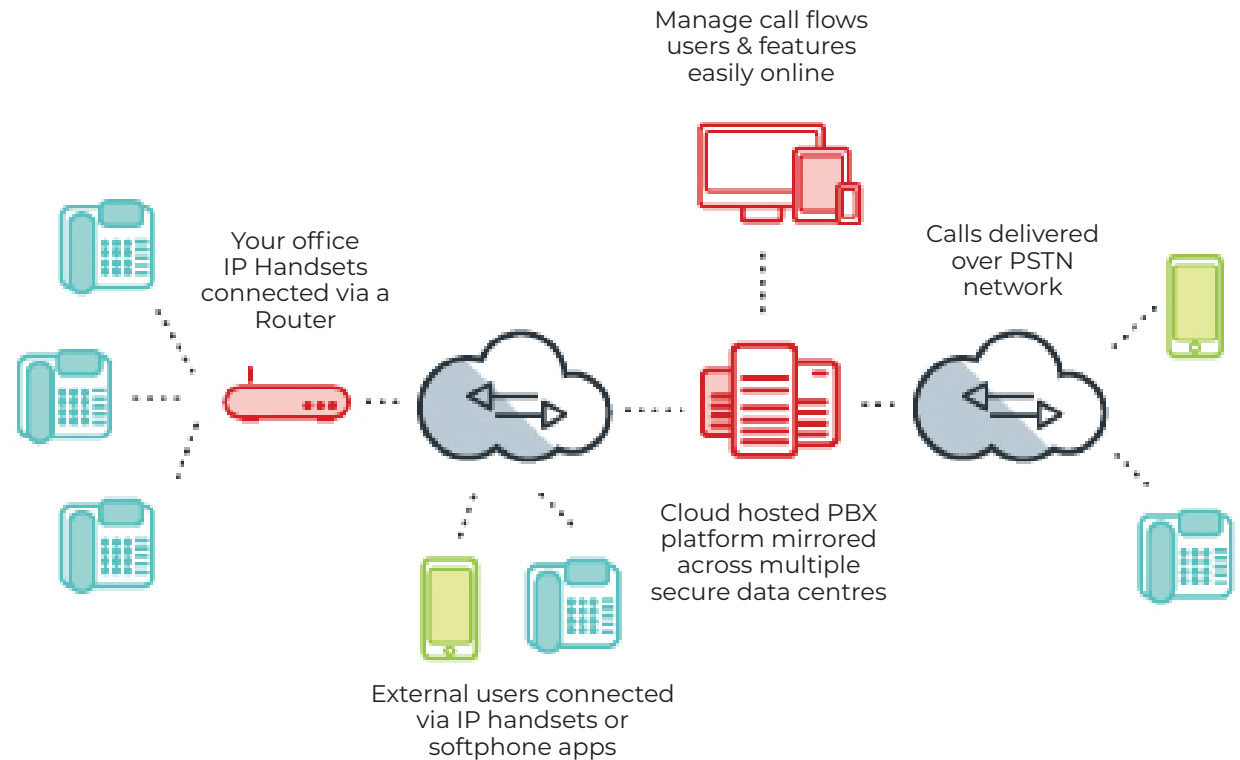 Manage call flows
users & features
easily online
Your office
IP Handsets
connected via a
Router
Calls delivered
over PSTN
network
Cloud hosted PBX
platform mirrored
across multiple
secure data centres
External users connected
via IP handsets or
softphone apps